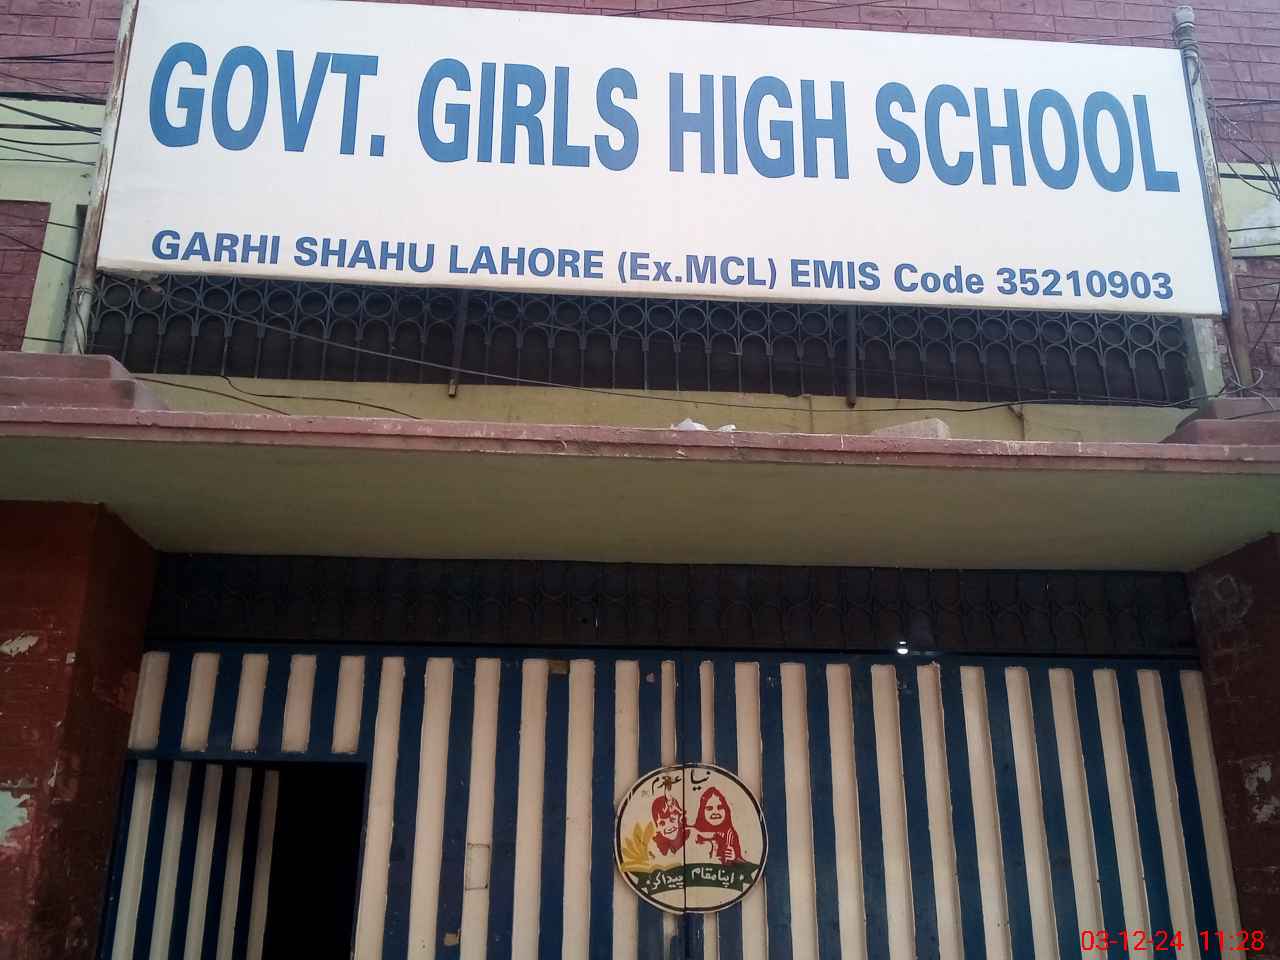 GOVT. GIRLS HIGH SCHOOL
GARHI SHAHU LAHORE (Ex.MCL) EMIS Code 35210903
نیا عزم
اپنا مقام پیدا کر
03-12-24 11:28